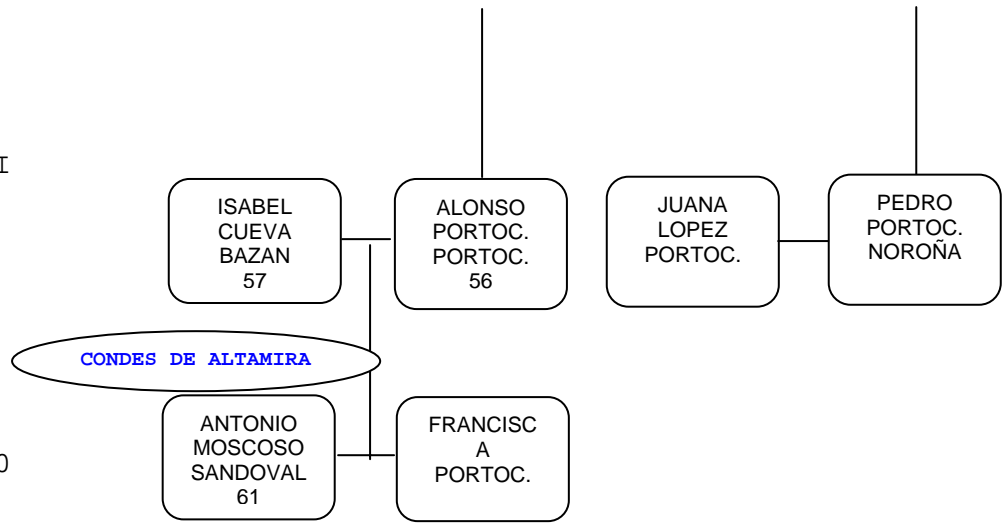 I
ISABEL
CUEVA
BAZAN
57
ALONSO
PORTOC.
PORTOC.
56
JUANA
LOPEZ
PORTOC.
PEDRO
PORTOC.
NOROÑA
CONDES DE ALTAMIRA
O
ANTONIO
MOSCOSO
SANDOVAL
61
FRANCISC
A
PORTOC.